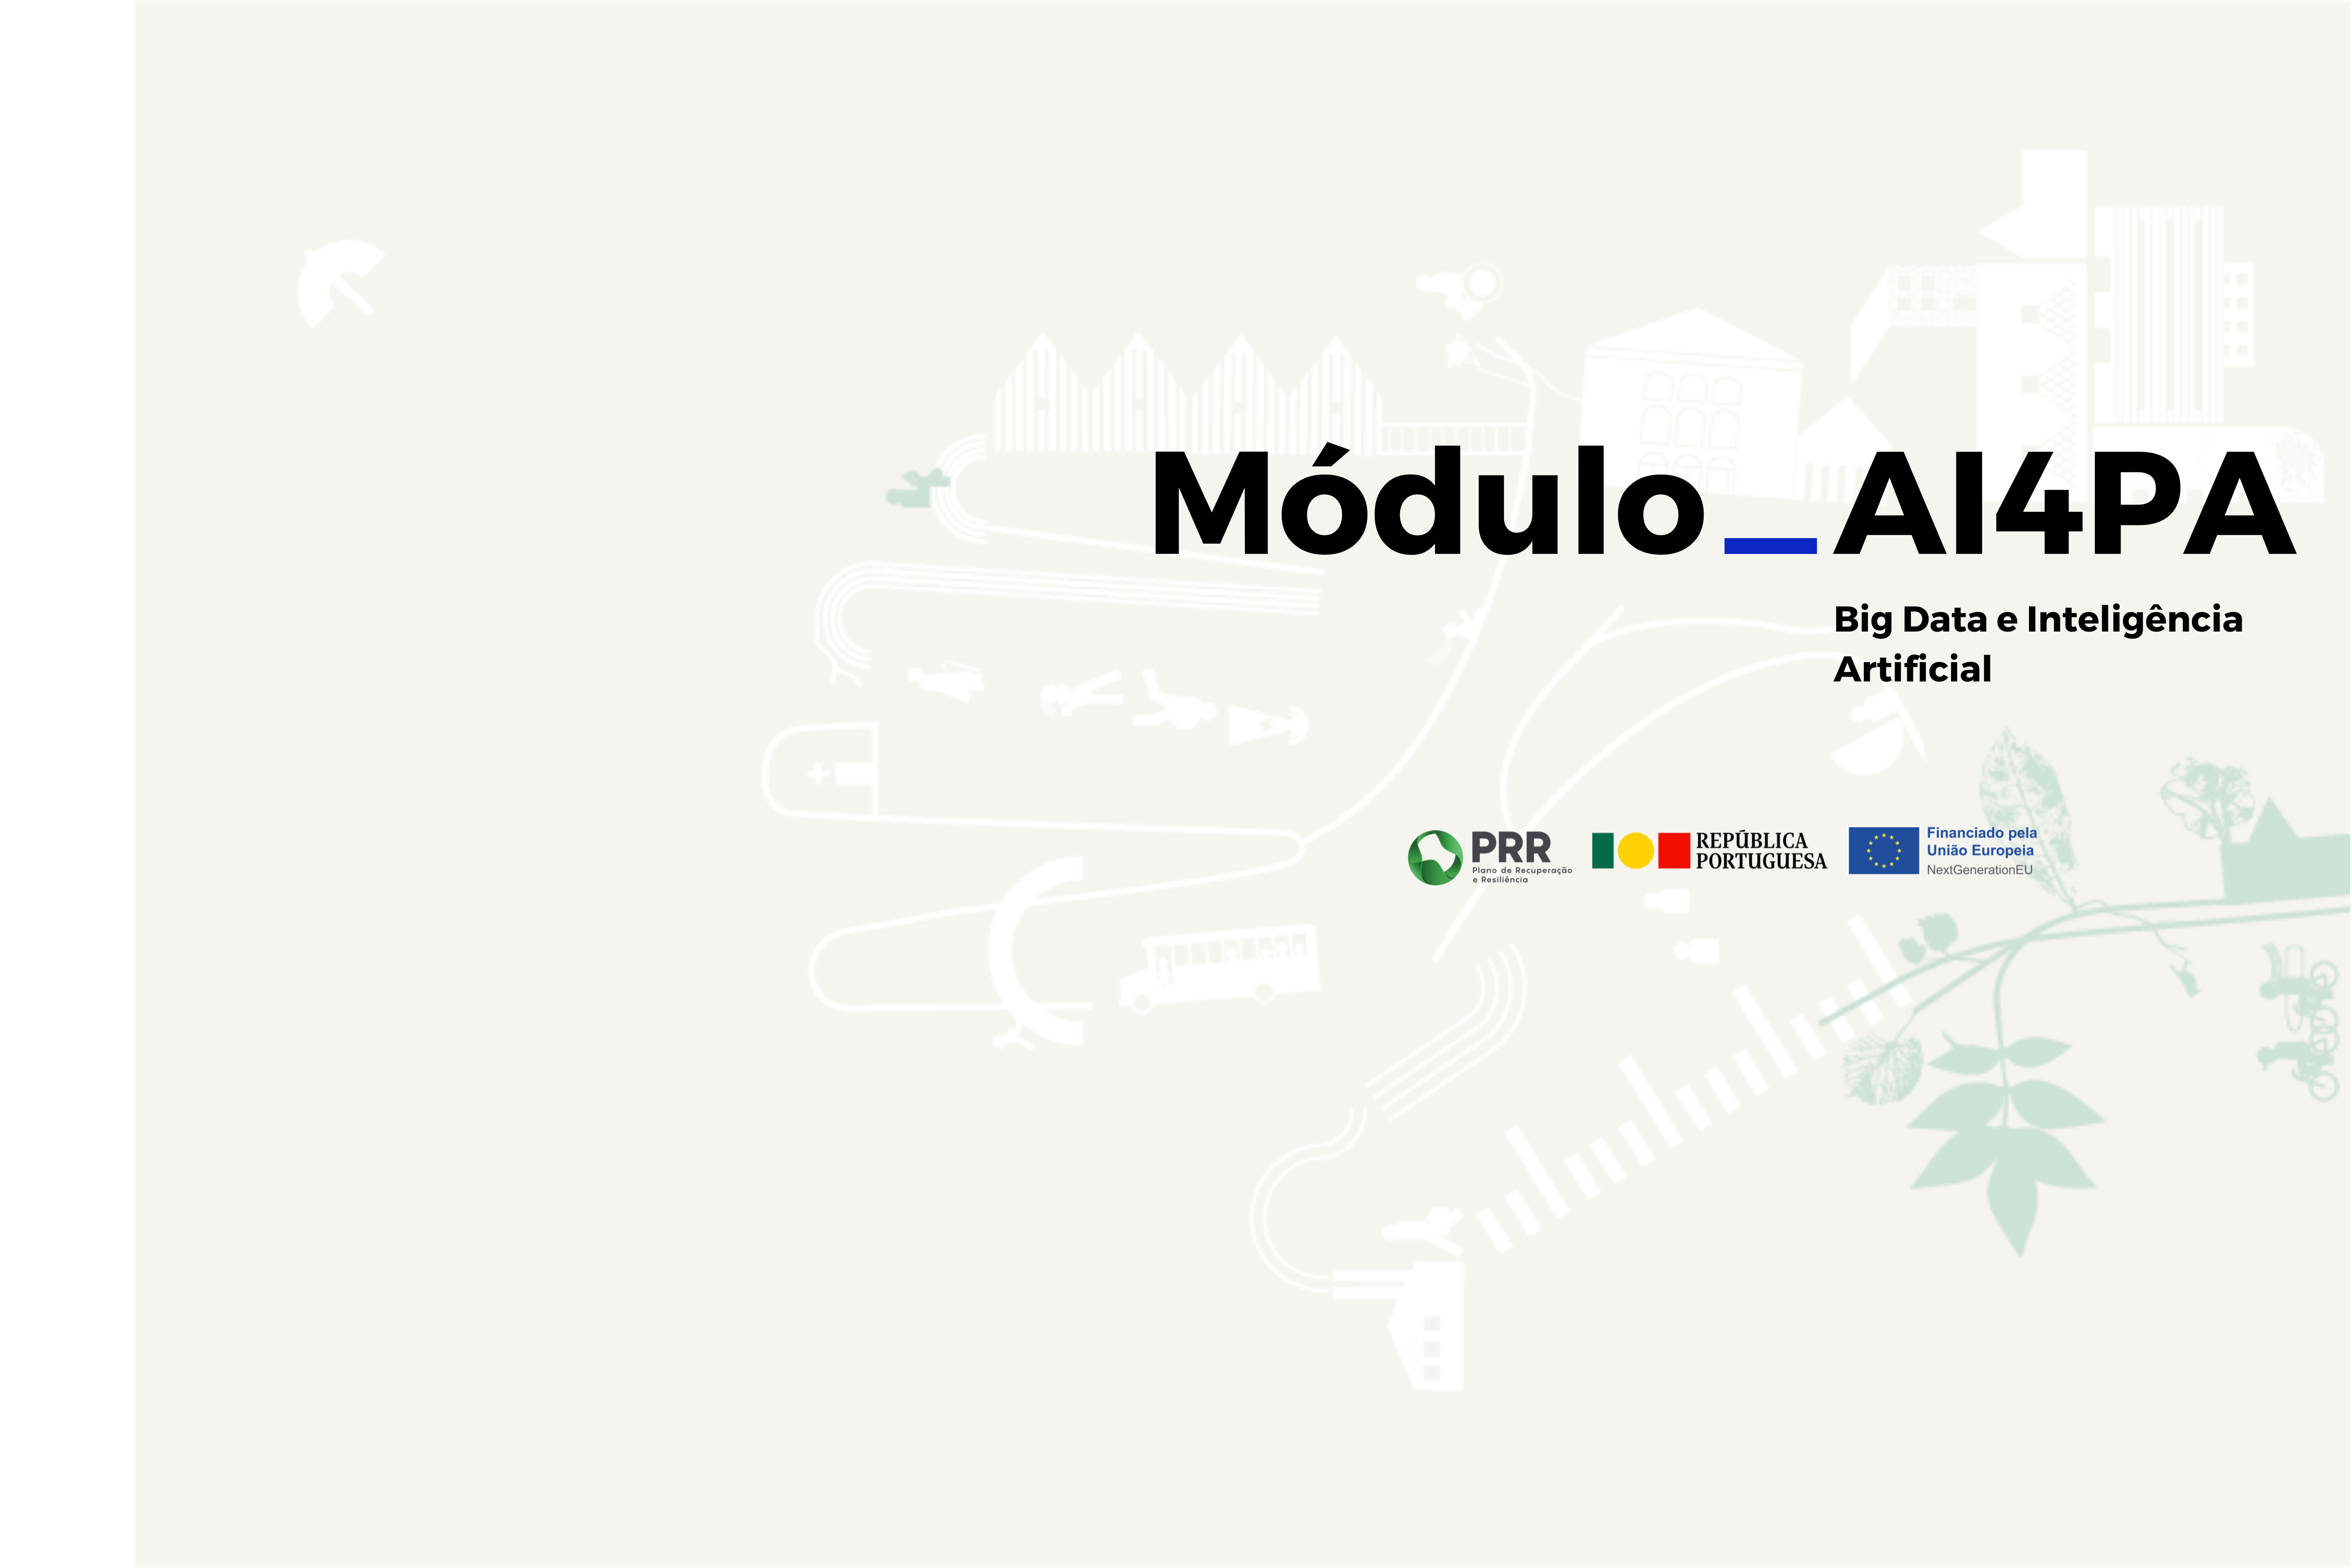 Módulo_AI4PA
Big Data e Inteligência
Artificial
PRR
Plano de Recuperação
e Resiliência
REPÚBLICA
PORTUGUESA
Financiado pela
União Europeia
NextGenerationEU